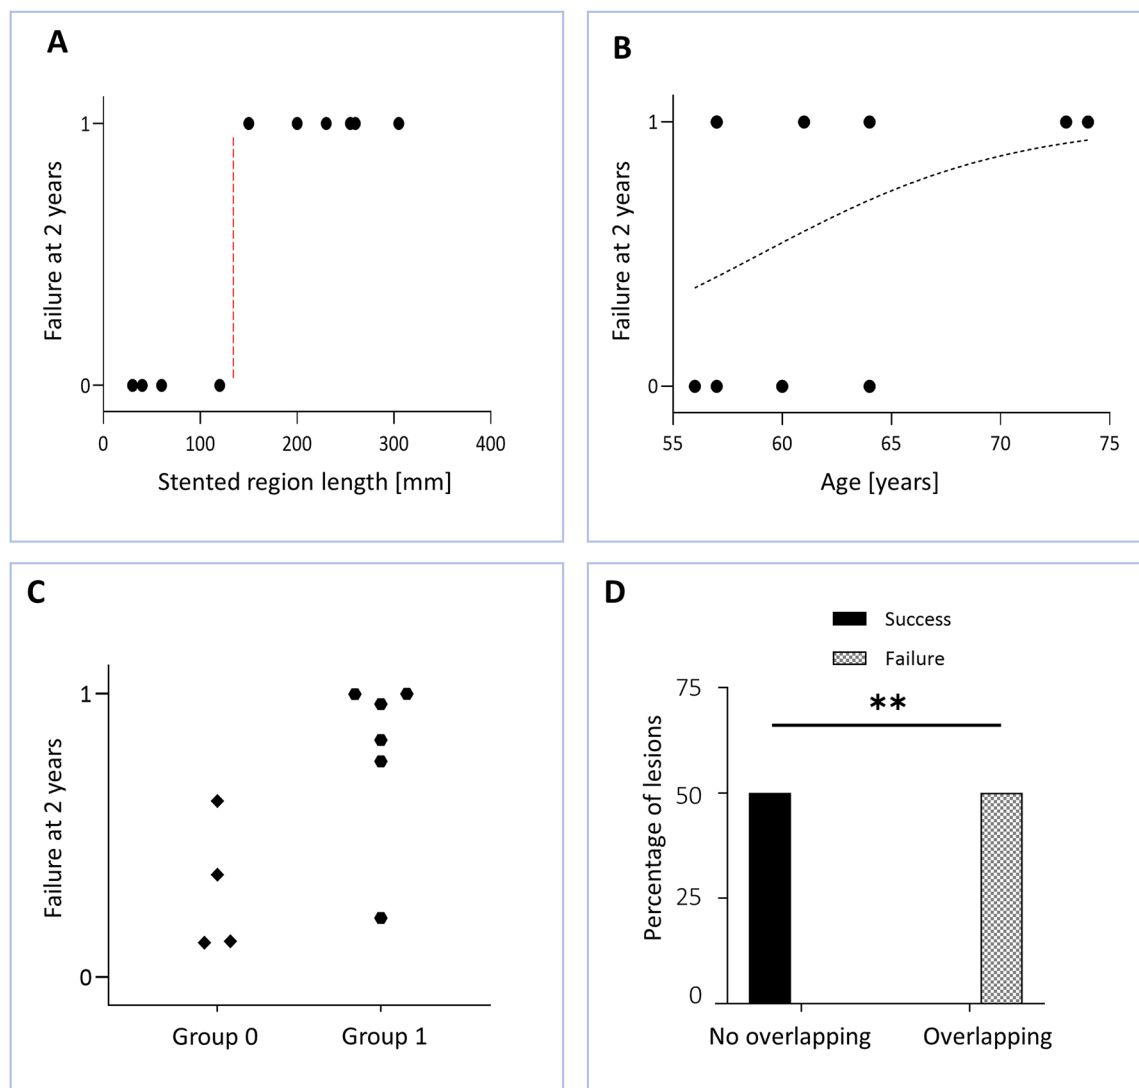 A
1
Failure at 2 years
0
0 100 200 300 400
Stented region length [mm]
B
1
Failure at 2 years
0
55 60 65 70 75
Age [years]
C
1
Failure at 2 years
0
Group 0 Group 1
D
Success
Failure
**
75
50
25
0
Percentage of lesions
No overlapping Overlapping